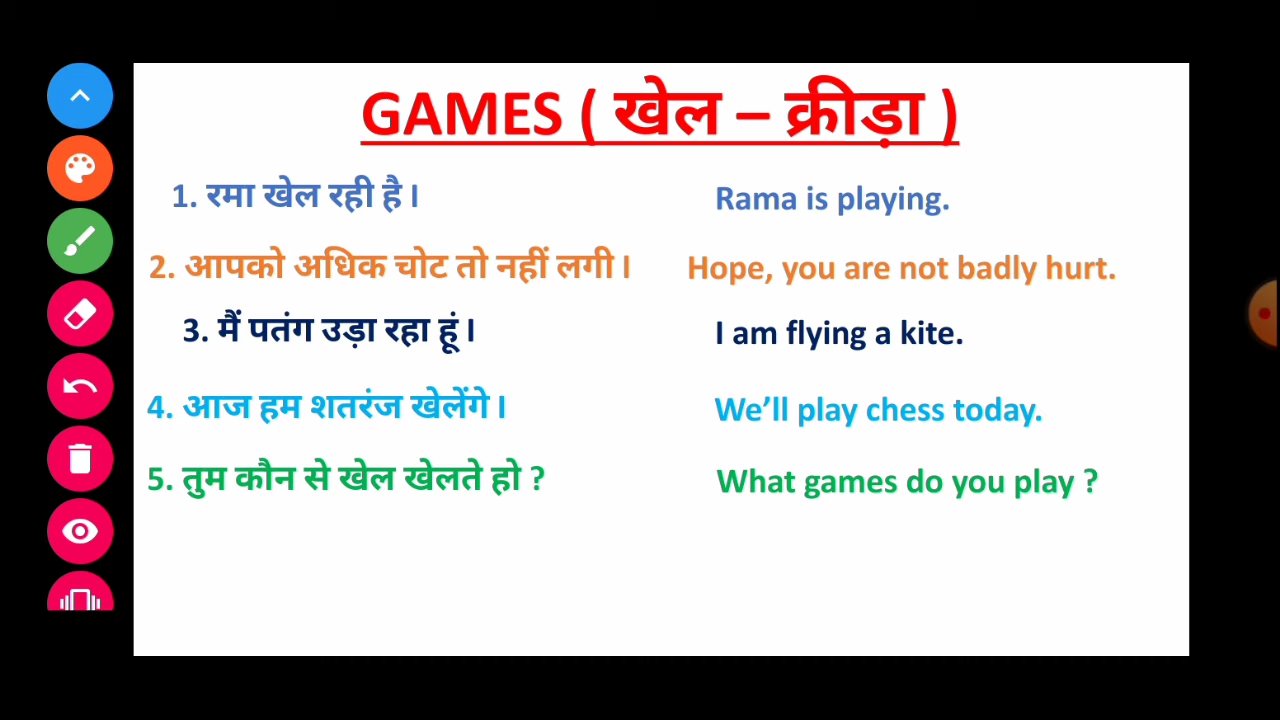 GAMES ( खेल – क्रीड़ा )
1. रमा खेल रही है I Rama is playing.
2. आपको अधिक चोट तो नहीं लगी I Hope, you are not badly hurt.
3. मैं पतंग उड़ा रहा हूं I I am flying a kite.
4. आज हम शतरंज खेलेंगे I We’ll play chess today.
5. तुम कौन से खेल खेलते हो ? What games do you play ?